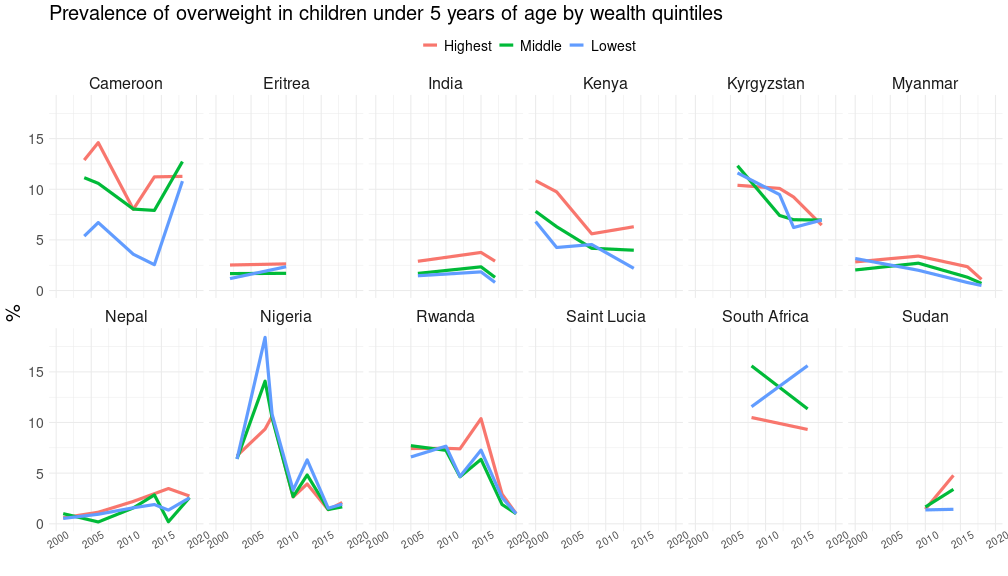 Prevalence of overweight in children under 5 years of age by wealth quintiles
Highest Middle Lowest
Cameroon Eritrea India Kenya Kyrgyzstan Myanmar
15
10
5
0
%
Nepal Nigeria Rwanda Saint Lucia South Africa Sudan
15
10
5
0
2000 2005 2010 2015 2020 2000 2005 2010 2015 2020 2000 2005 2010 2015 2020 2000 2005 2010 2015 2020 2000 2005 2010 2015 2020 2000 2005 2010 2015 2020